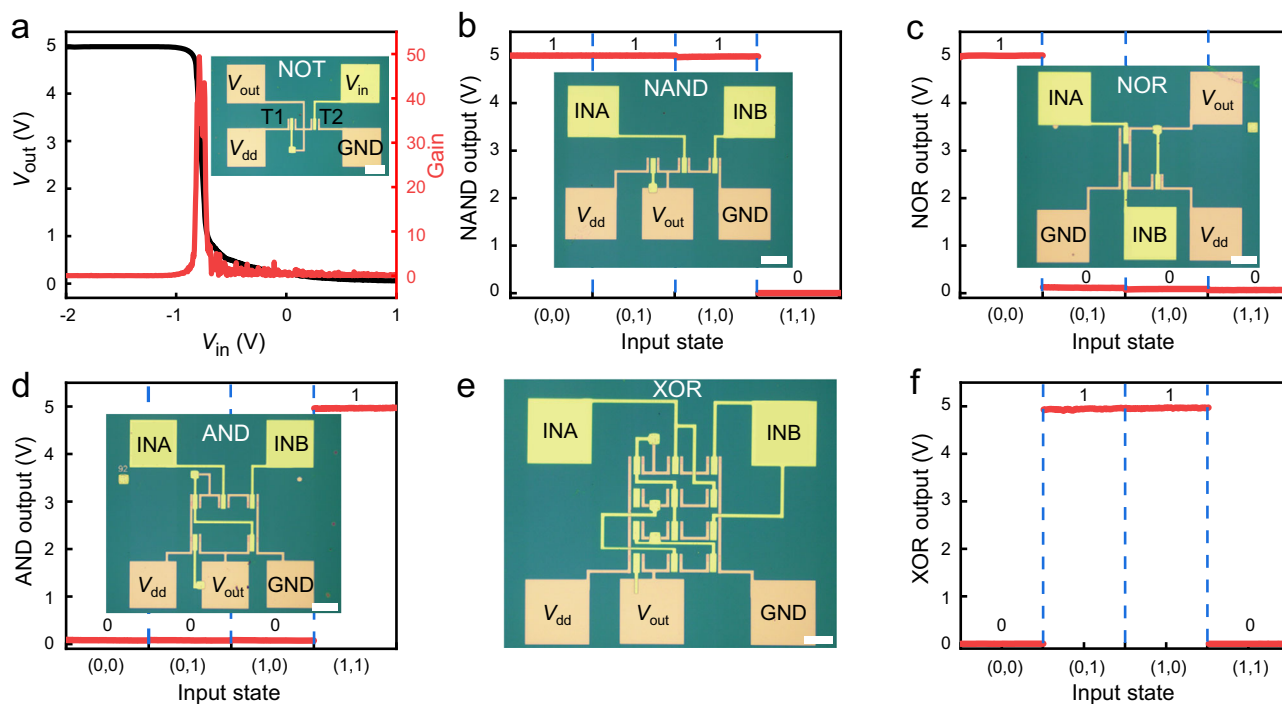 a
5
4
3
2
1
0
Vout (V)
-2
-1
0
1
Vin (V)
50
40
30
20
10
0
Gain
NOT
Vout
Vin
T1
T2
Vdd
GND
b
5
4
3
2
1
0
NAND output (V)
1
1
1
0
NAND
INA
INB
Vdd
Vout
GND
(0,0)
(0,1)
(1,0)
(1,1)
Input state
c
5
4
3
2
1
0
NOR output (V)
1
0
0
0
NOR
INA
Vout
GND
INB
Vdd
(0,0)
(0,1)
(1,0)
(1,1)
Input state
d
5
4
3
2
1
0
AND output (V)
1
0
0
0
AND
INA
INB
92
Vdd
Vout
GND
(0,0)
(0,1)
(1,0)
(1,1)
Input state
e
XOR
INA
INB
Vdd
Vout
GND
f
5
4
3
2
1
0
XOR output (V)
0
1
1
0
(0,0)
(0,1)
(1,0)
(1,1)
Input state